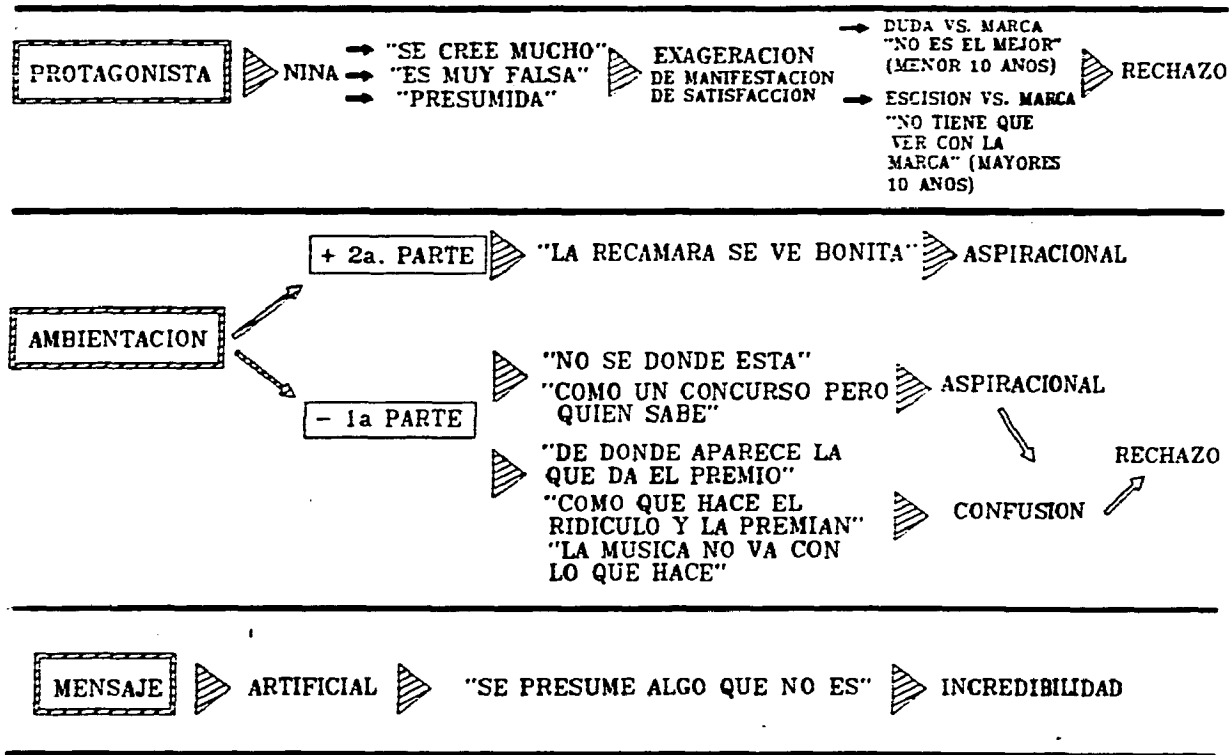 PROTAGONISTA
NINA
"SE CREE MUCHO"
"ES MUY FALSA"
"PRESUMIDA"
EXAGERACION
DE MANIFESTACION
DE SATISFACCION
DUDA VS. MARCA
"NO ES EL MEJOR"
(MENOR 10 ANOS)
ESCISION VS. MARCA
"NO TIENE QUE
VER CON LA
MARCA" (MAYORES
10 ANOS)
RECHAZO
AMBIENTACION
+ 2a. PARTE
"LA RECAMARA SE VE BONITA"
ASPIRACIONAL
- 1a PARTE
"NO SE DONDE ESTA"
"COMO UN CONCURSO PERO
QUIEN SABE"
ASPIRACIONAL
"DE DONDE APARECE LA
QUE DA EL PREMIO"
"COMO QUE HACE EL
RIDICULO Y LA PREMIAN"
"LA MUSICA NO VA CON
LO QUE HACE"
CONFUSION
RECHAZO
MENSAJE
ARTIFICIAL
"SE PRESUME ALGO QUE NO ES"
INCREDIBILIDAD